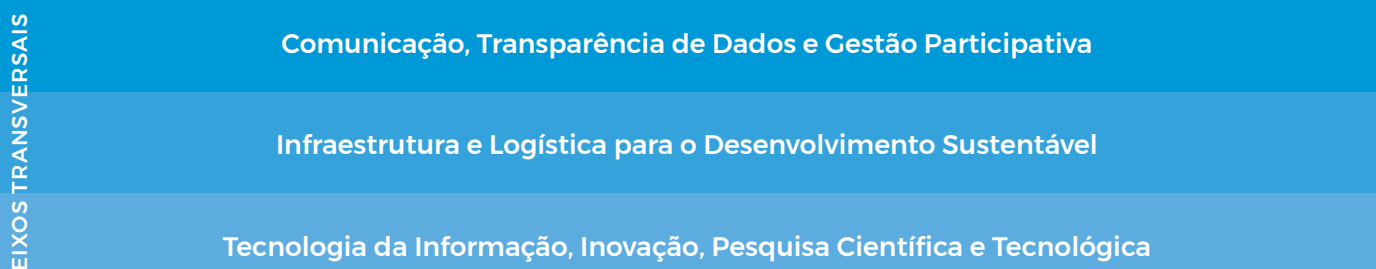 EIXOS TRANSVERSAIS
Comunicação, Transparência de Dados e Gestão Participativa
Infraestrutura e Logística para o Desenvolvimento Sustentável
Tecnologia da Informação, Inovação, Pesquisa Científica e Tecnológica